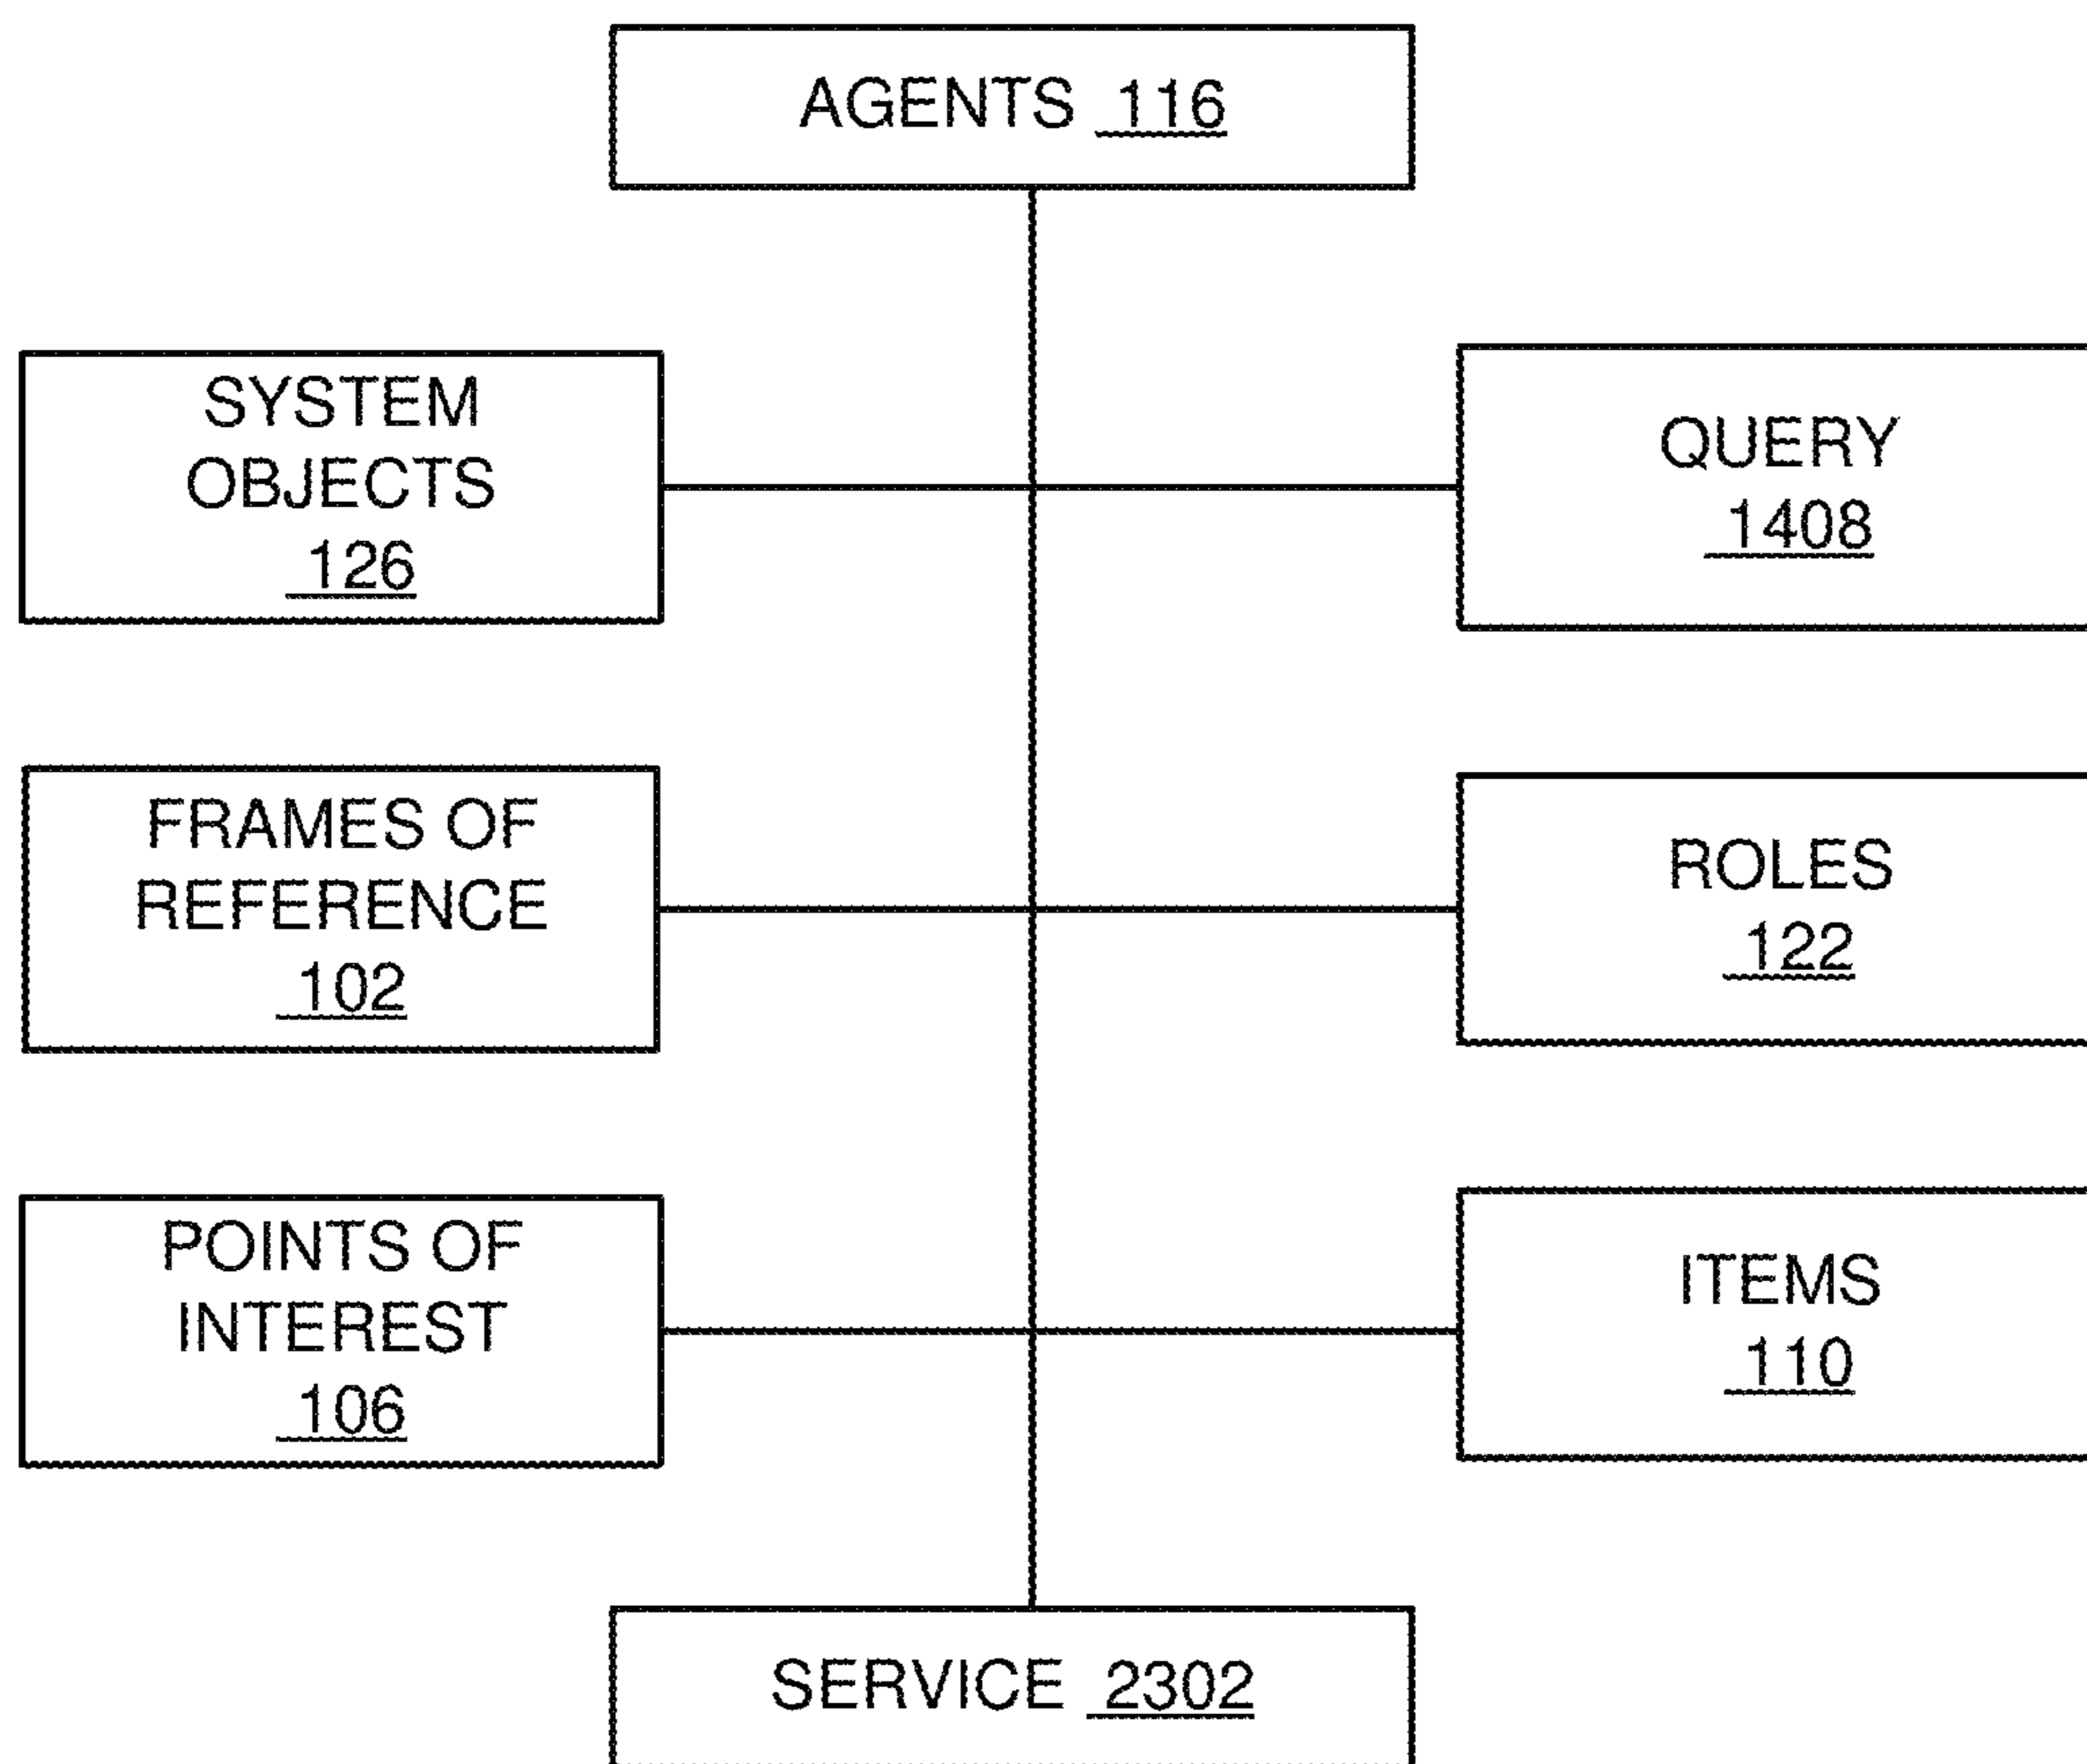 AGENTS 116
SYSTEM
OBJECTS
126
QUERY
1408
FRAMES OF
REFERENCE
102
ROLES
122
POINTS OF
INTEREST
106
ITEMS
110
SERVICE 2302